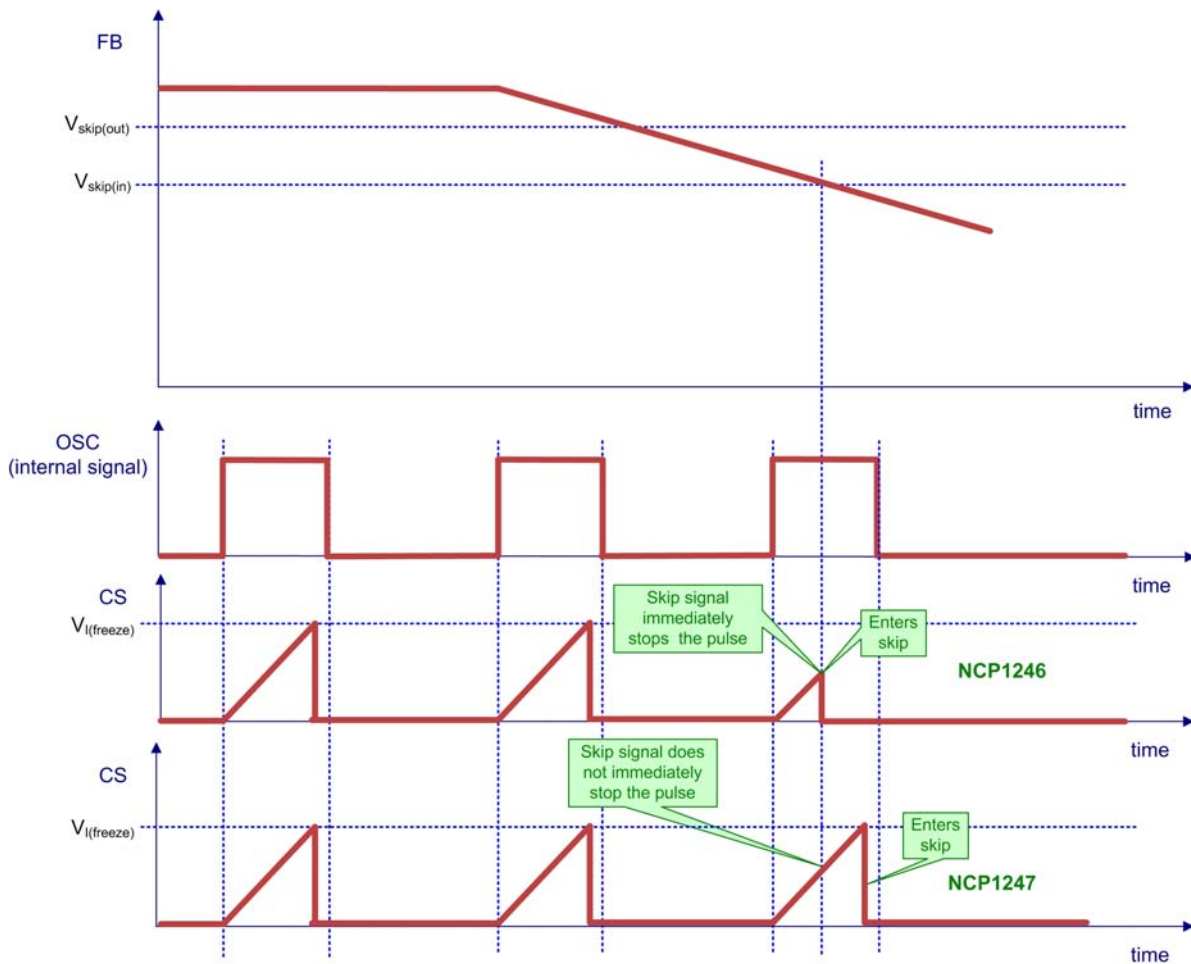 FB
Vskip(out)
Vskip(in)
time
OSC
(internal signal)
time
CS
VI(freeze)
Skip signal
immediately
stops the pulse
Enters
skip
NCP1246
time
CS
VI(freeze)
Skip signal does
not immediately
stop the pulse
Enters
skip
NCP1247
time